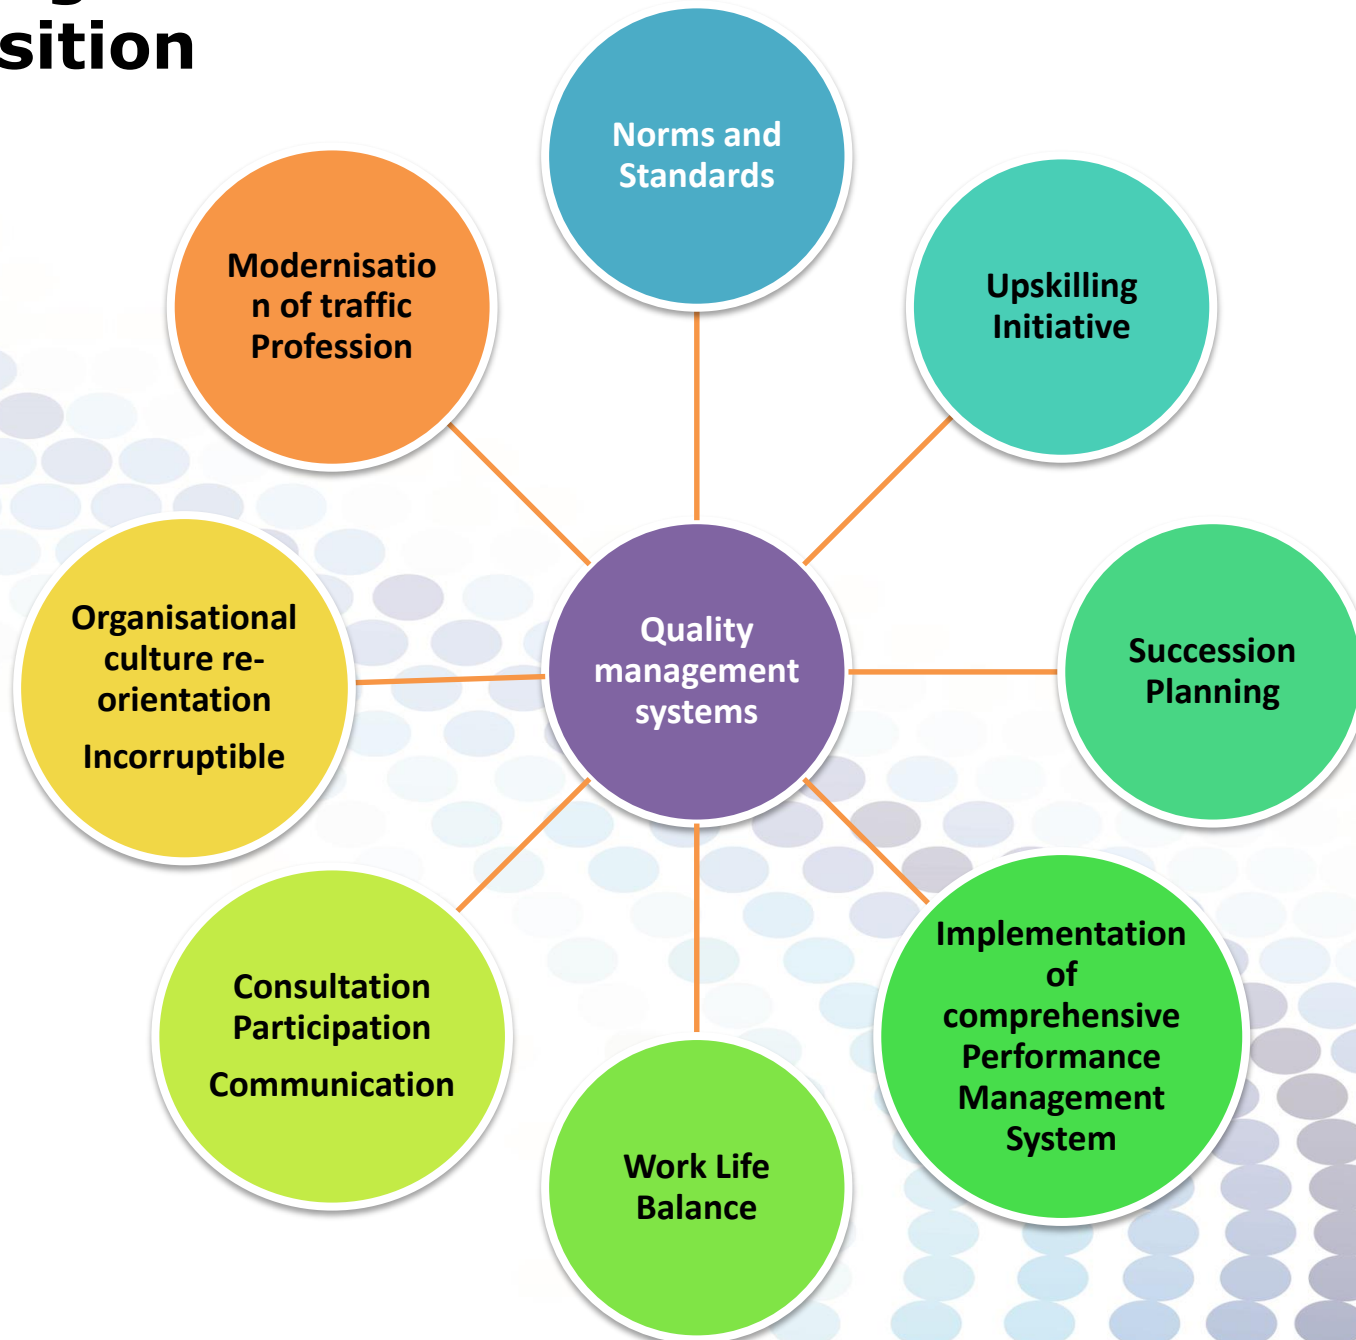 sition
Norms and
Standards
Upskilling
Initiative
Succession
Planning
Implementation
of
comprehensive
Performance
Management
System
Work Life
Balance
Consultation
Participation
Communication
Organisational
culture re-
orientation
Incorruptible
Modernisatio
n of traffic
Profession
Quality
management
systems